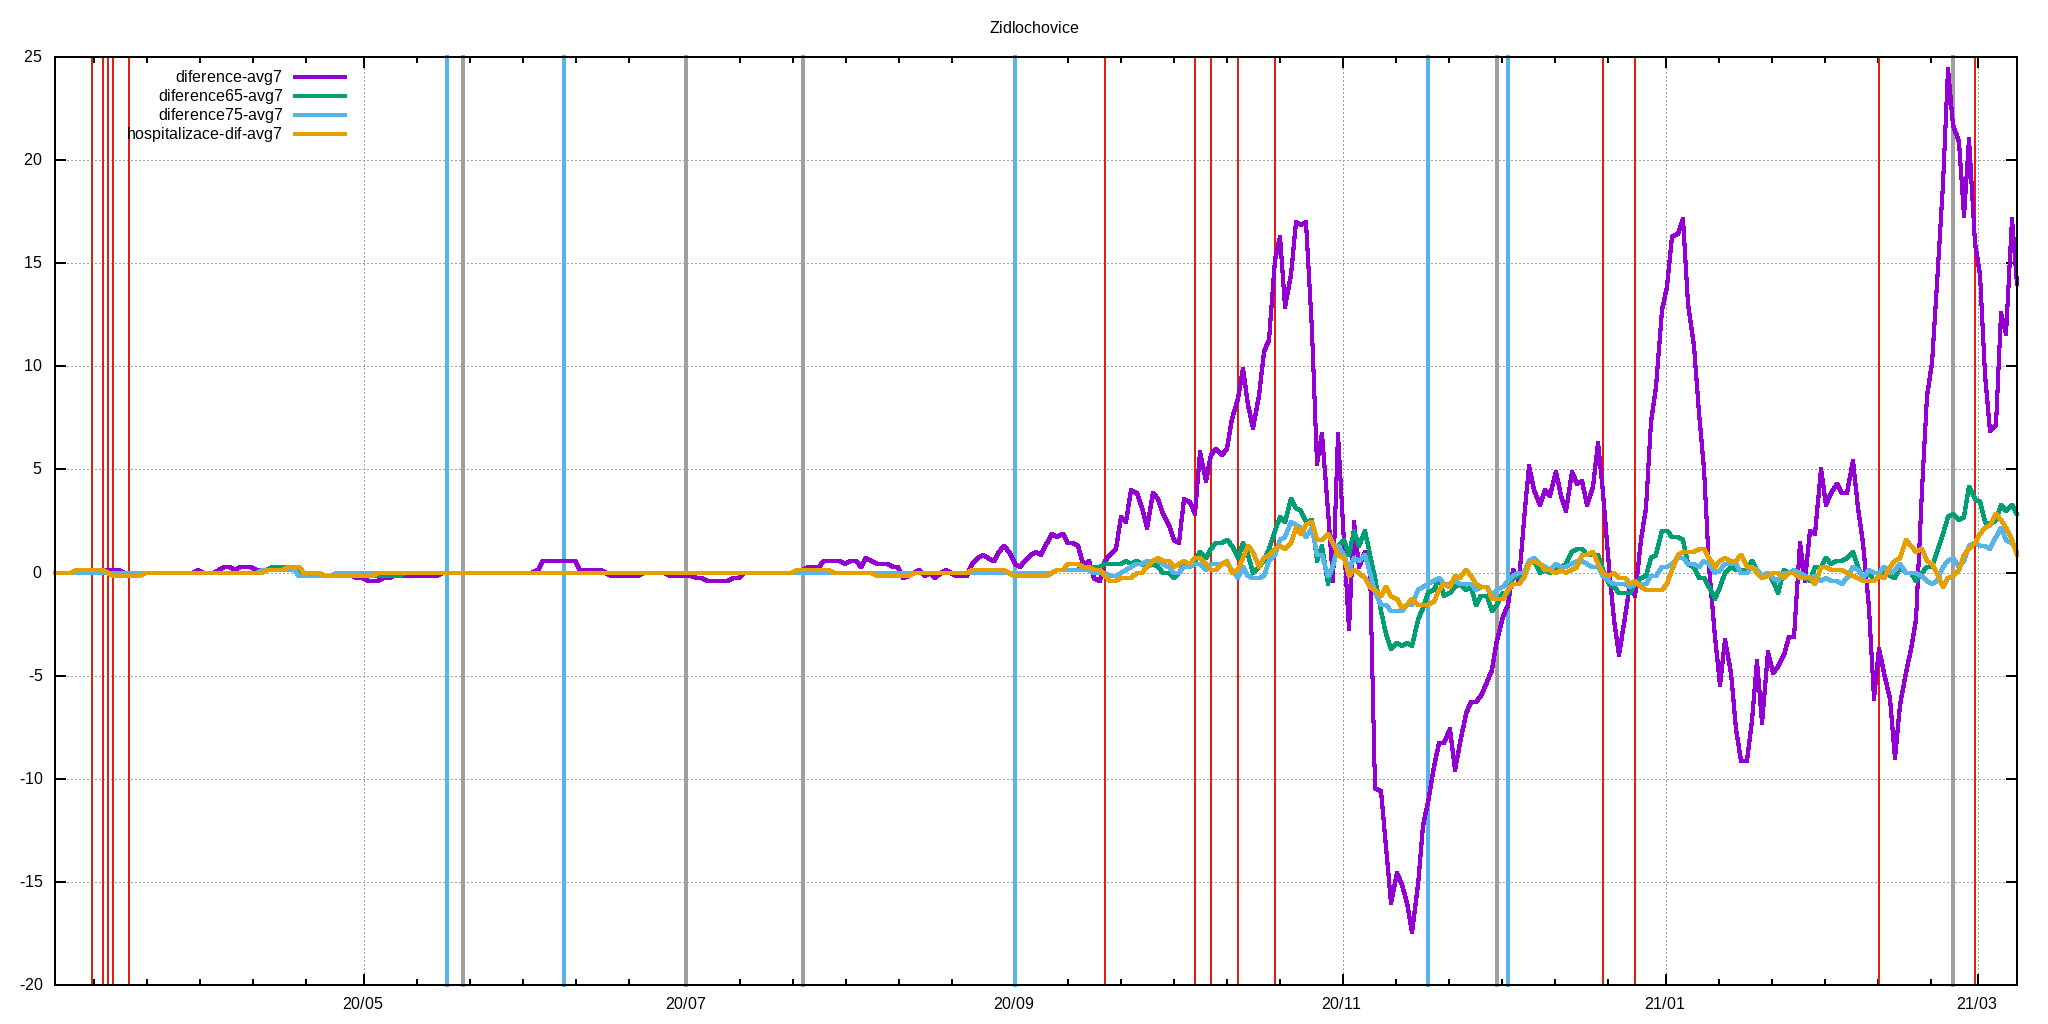 Zidlochovice
25
diference-avg7
diference65-avg7
diference75-avg7
hospitalizace-dif-avg7
20
15
10
5
0
-5
-10
-15
-20
20/05 20/07 20/09 20/11 21/01 21/03